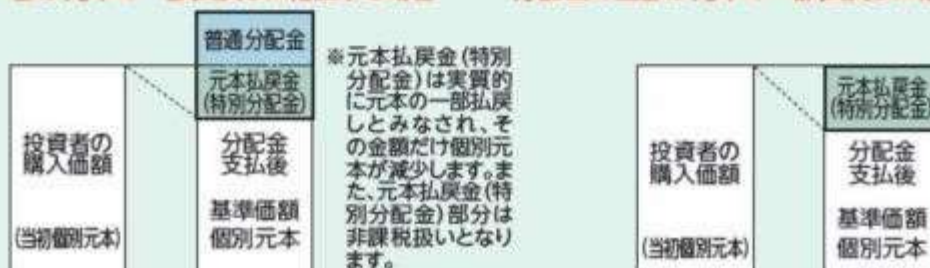 普通分配金
元本払戻金
(特別分配金)
投資者の
購入価額
(当初個別元本)
分配金
支払後
基準価額
個別元本
※元本払戻金(特別
分配金)は実質的
に元本の一部払戻
しとみなされ、そ
の金額だけ個別元
本が減少します。ま
た、元本払戻金(特
別分配金)部分は
非課税扱いとなり
ます。
投資者の
購入価額
(当初個別元本)
元本払戻金
(特別分配金)
分配金
支払後
基準価額
個別元本